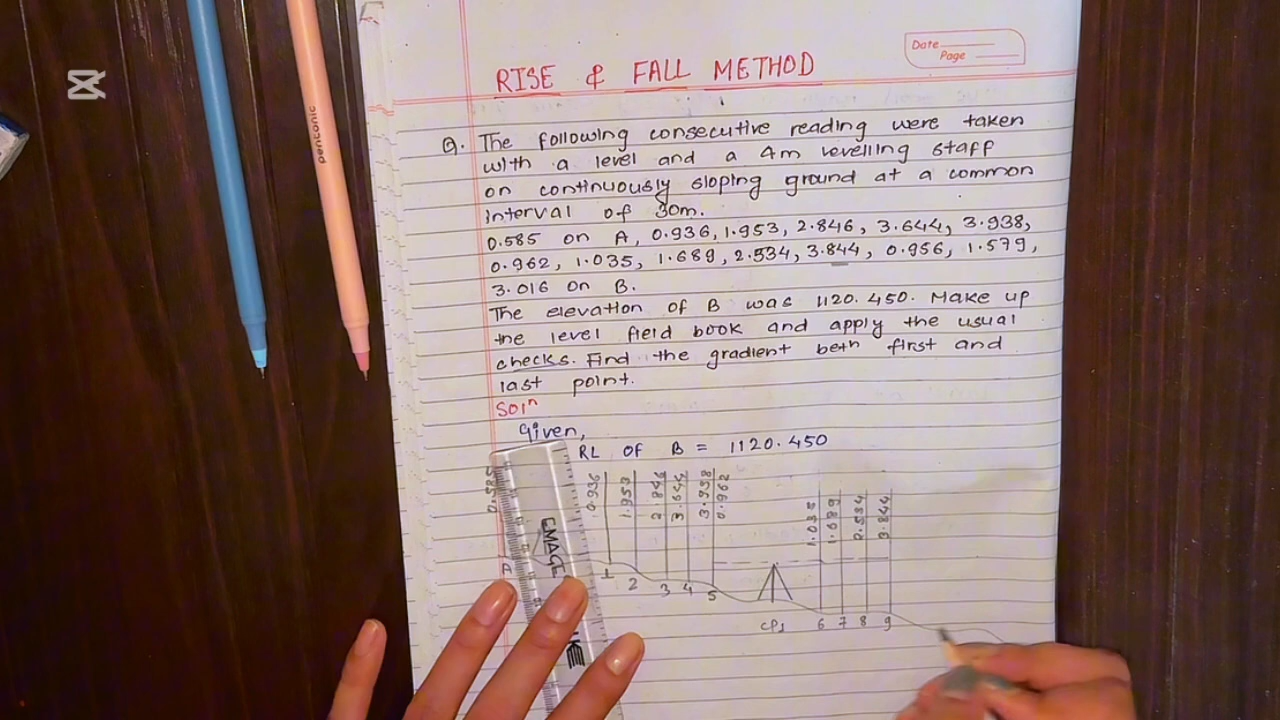 Date
Page
RISE & FALL METHOD
Q. The following consecutive reading were taken
with a level and a 4m levelling staff
on continuously sloping ground at a common
interval of 30m.
0.585 on A, 0.936, 1.953, 2.846, 3.644, 3.938,
0.962, 1.035, 1.689, 2.534, 3.844, 0.956, 1.579,
3.016 on B.
The elevation of B was 1120.450. Make up
the level field book and apply the usual
checks. Find the gradient betn first and
last point.
Soln
Given,
RL OF B = 1120.450
0.585 0.936 1.953 2.846 3.644 3.938 0.962 1.035 1.689 2.534 3.844
A 1 2 3 4 5 CP1 6 7 8 9
pentonic